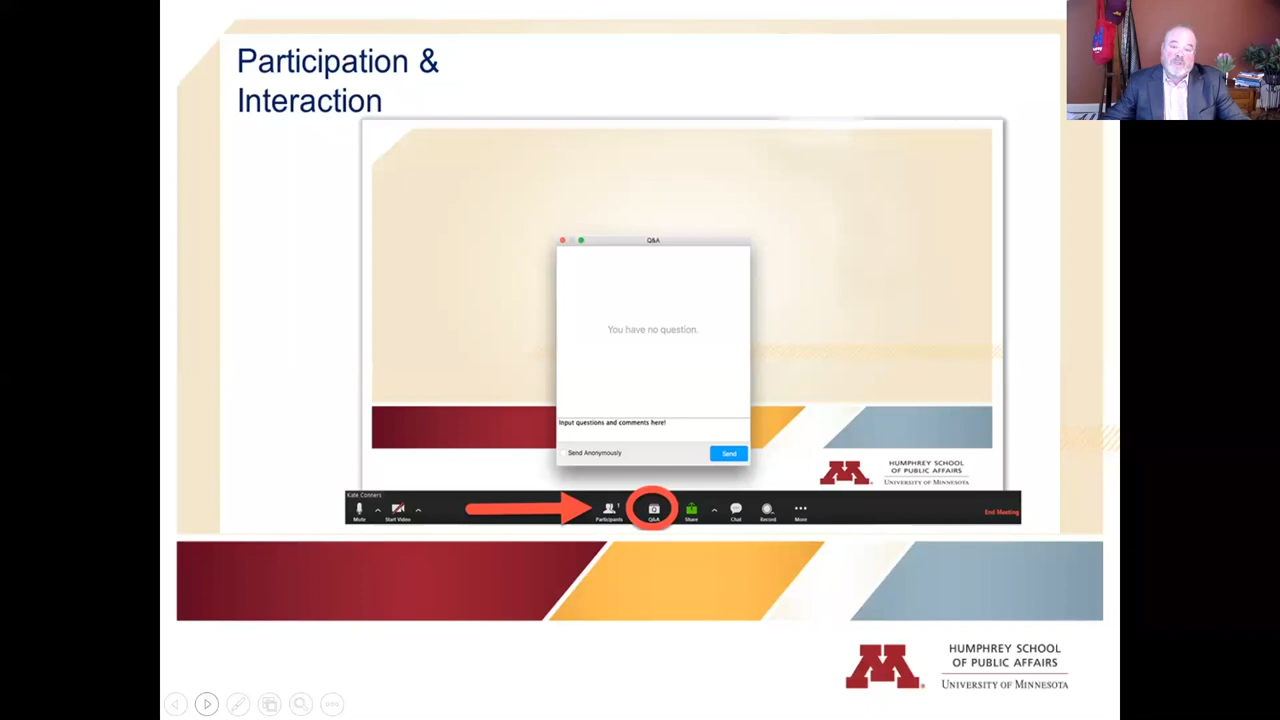 Participation &
Interaction
Q&A
You have no question.
Input questions and comments here!
Send Anonymously
Send
HUMPHREY SCHOOL
OF PUBLIC AFFAIRS
UNIVERSITY OF MINNESOTA
Kate Conners
Mute
Start Video
Participants
1
Q&A
Share
Chat
Record
More
End Meeting
M
HUMPHREY SCHOOL
OF PUBLIC AFFAIRS
UNIVERSITY OF MINNESOTA